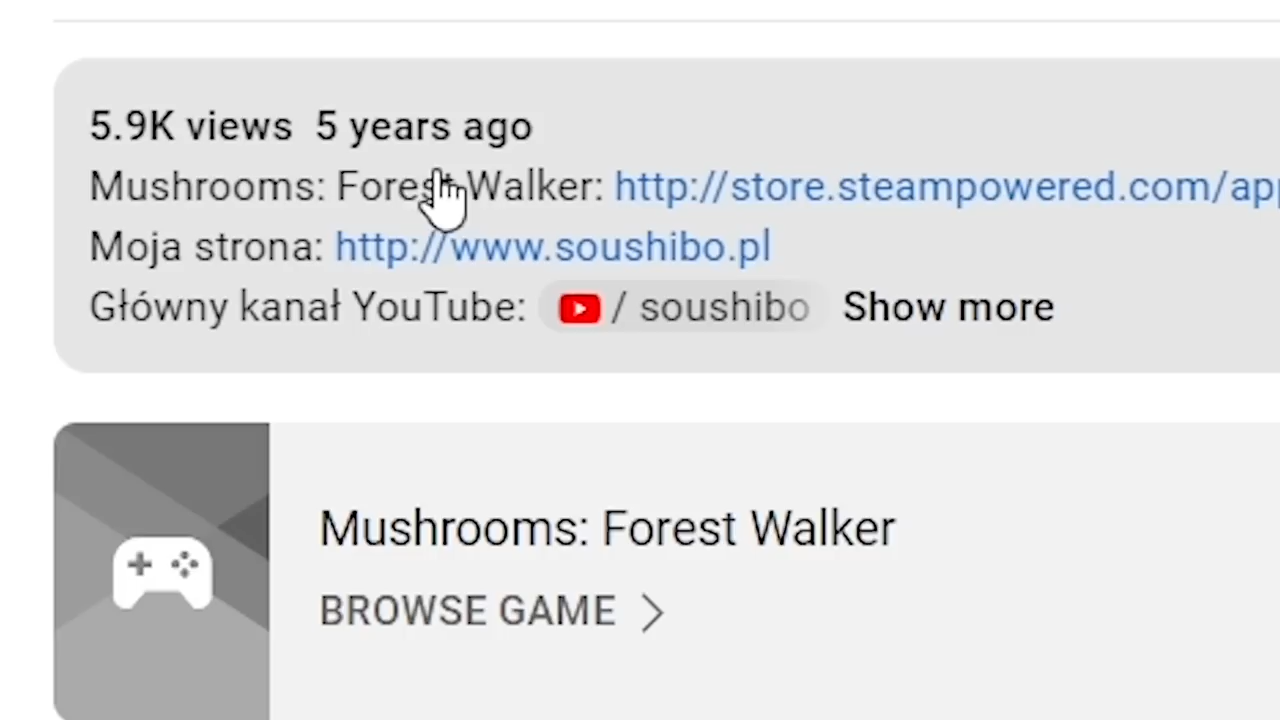 5.9K views 5 years ago
Mushrooms: Forest Walker: http://store.steampowered.com/app
Moja strona: http://www.soushibo.pl
Główny kanał YouTube: / soushibo Show more
Mushrooms: Forest Walker
BROWSE GAME